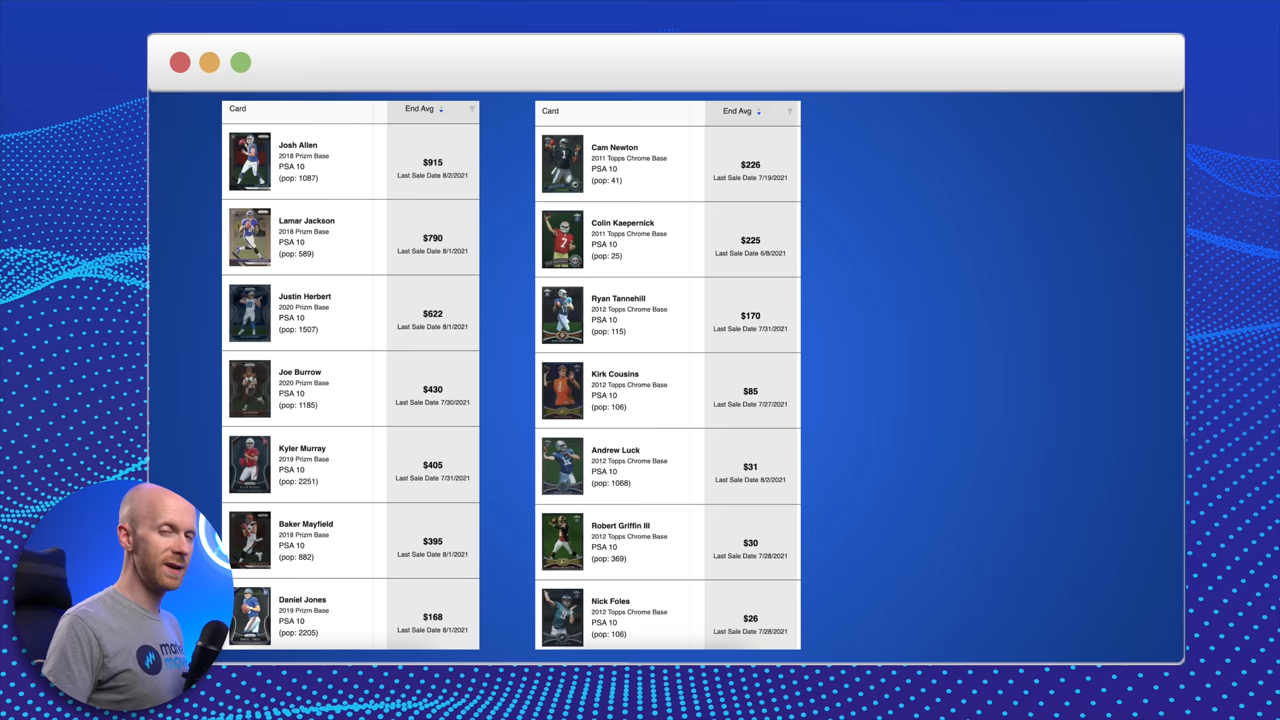 Card
End Avg
Josh Allen
2018 Prizm Base
PSA 10
(pop: 1087)
$915
Last Sale Date 8/2/2021
Lamar Jackson
2018 Prizm Base
PSA 10
(pop: 589)
$790
Last Sale Date 8/1/2021
Justin Herbert
2020 Prizm Base
PSA 10
(pop: 1507)
$622
Last Sale Date 8/1/2021
Joe Burrow
2020 Prizm Base
PSA 10
(pop: 1185)
$430
Last Sale Date 7/30/2021
Kyler Murray
2019 Prizm Base
PSA 10
(pop: 2251)
$405
Last Sale Date 7/31/2021
Baker Mayfield
2018 Prizm Base
PSA 10
(pop: 882)
$395
Last Sale Date 8/1/2021
Daniel Jones
2019 Prizm Base
PSA 10
(pop: 2205)
$168
Last Sale Date 8/1/2021
Card
End Avg
Cam Newton
2011 Topps Chrome Base
PSA 10
(pop: 41)
$226
Last Sale Date 7/19/2021
Colin Kaepernick
2011 Topps Chrome Base
PSA 10
(pop: 25)
$225
Last Sale Date 6/8/2021
Ryan Tannehill
2012 Topps Chrome Base
PSA 10
(pop: 115)
$170
Last Sale Date 7/31/2021
Kirk Cousins
2012 Topps Chrome Base
PSA 10
(pop: 106)
$85
Last Sale Date 7/27/2021
Andrew Luck
2012 Topps Chrome Base
PSA 10
(pop: 1068)
$31
Last Sale Date 8/2/2021
Robert Griffin III
2012 Topps Chrome Base
PSA 10
(pop: 369)
$30
Last Sale Date 7/28/2021
Nick Foles
2012 Topps Chrome Base
PSA 10
(pop: 106)
$26
Last Sale Date 7/28/2021